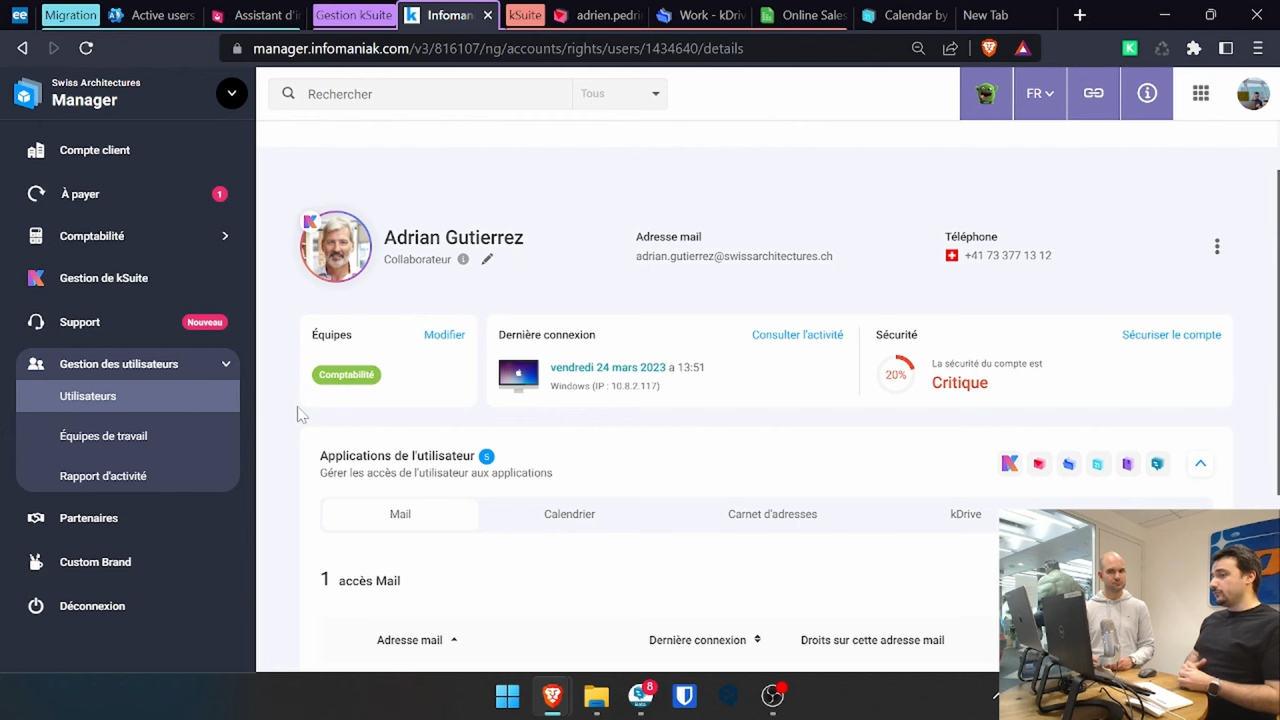 ee
Migration
Active users
Assistant d'i
Gestion kSuite
Infoman
kSuite
adrien.pedri
Work - kDri
Online Sales
Calendar by
New Tab
manager.infomaniak.com/v3/816107/ng/accounts/rights/users/1434640/details
Swiss Architectures
Manager
Rechercher
Tous
FR
Compte client
À payer
1
Comptabilité
Gestion de kSuite
Support
Nouveau
Gestion des utilisateurs
Utilisateurs
Équipes de travail
Rapport d'activité
Partenaires
Custom Brand
Déconnexion
Adrian Gutierrez
Collaborateur
Adresse mail
adrian.gutierrez@swissarchitectures.ch
Téléphone
+41 73 377 13 12
Équipes
Modifier
Comptabilité
Dernière connexion
Consulter l'activité
vendredi 24 mars 2023 a 13:51
Windows (IP : 10.8.2.117)
Sécurité
Sécuriser le compte
20%
La sécurité du compte est
Critique
Applications de l'utilisateur 5
Gérer les accès de l'utilisateur aux applications
Mail
Calendrier
Carnet d'adresses
kDrive
1 accès Mail
Adresse mail
Dernière connexion
Droits sur cette adresse mail
8